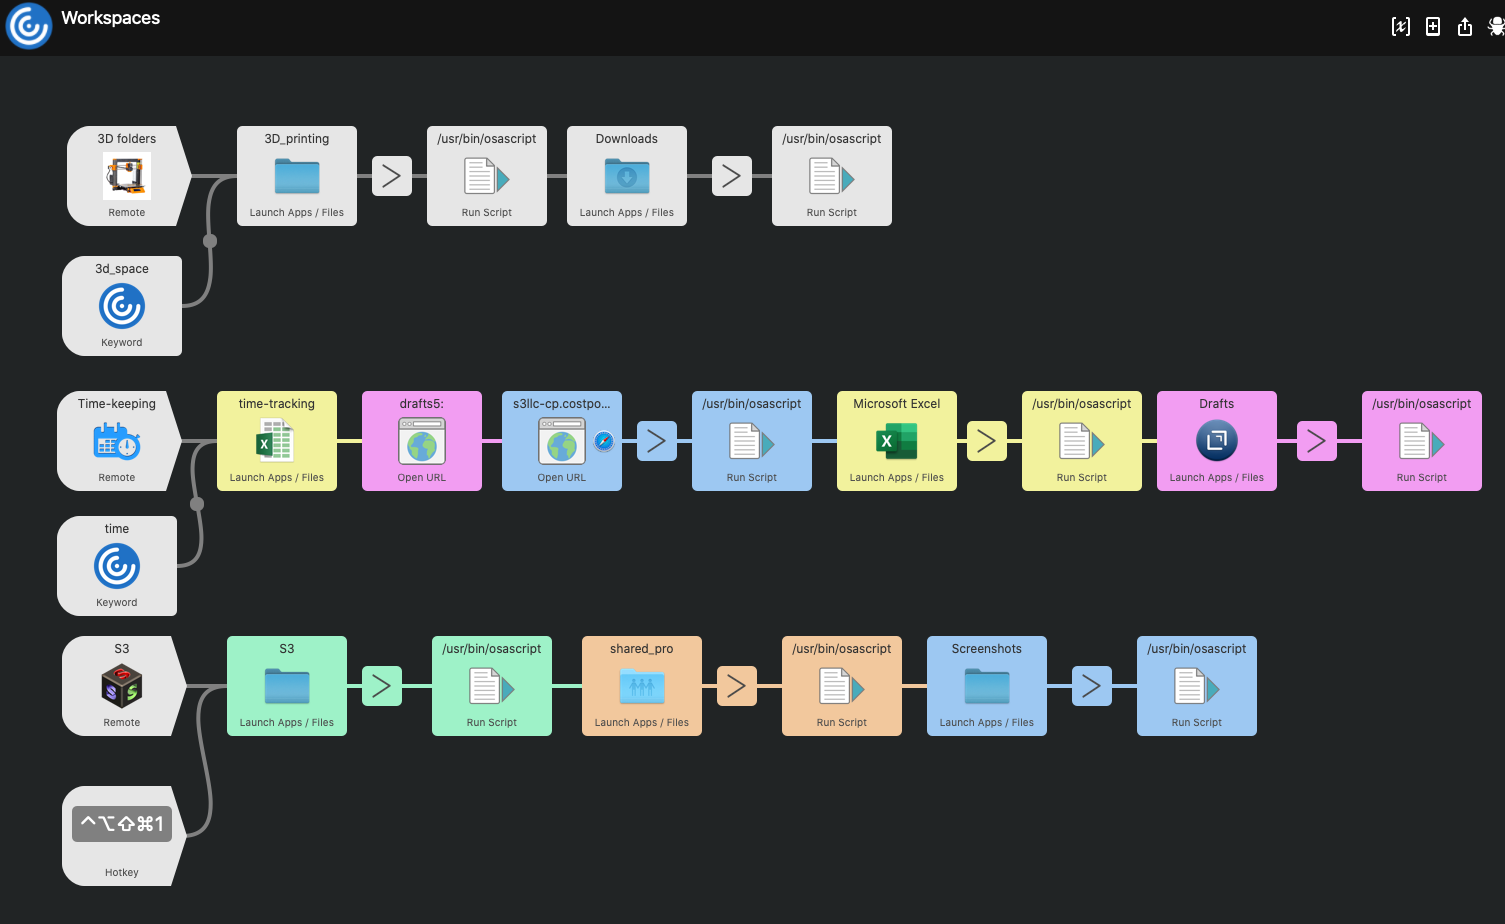 Workspaces
3D folders
Remote
3D_printing
Launch Apps / Files
/usr/bin/osascript
Run Script
Downloads
Launch Apps / Files
/usr/bin/osascript
Run Script
3d_space
Keyword
Time-keeping
Remote
time-tracking
Launch Apps / Files
drafts5:
Open URL
s3llc-cp.costpo...
Open URL
/usr/bin/osascript
Run Script
Microsoft Excel
Launch Apps / Files
/usr/bin/osascript
Run Script
Drafts
Launch Apps / Files
/usr/bin/osascript
Run Script
time
Keyword
S3
Remote
S3
Launch Apps / Files
/usr/bin/osascript
Run Script
shared_pro
Launch Apps / Files
/usr/bin/osascript
Run Script
Screenshots
Launch Apps / Files
/usr/bin/osascript
Run Script
⌃⌥⇧⌘1
Hotkey